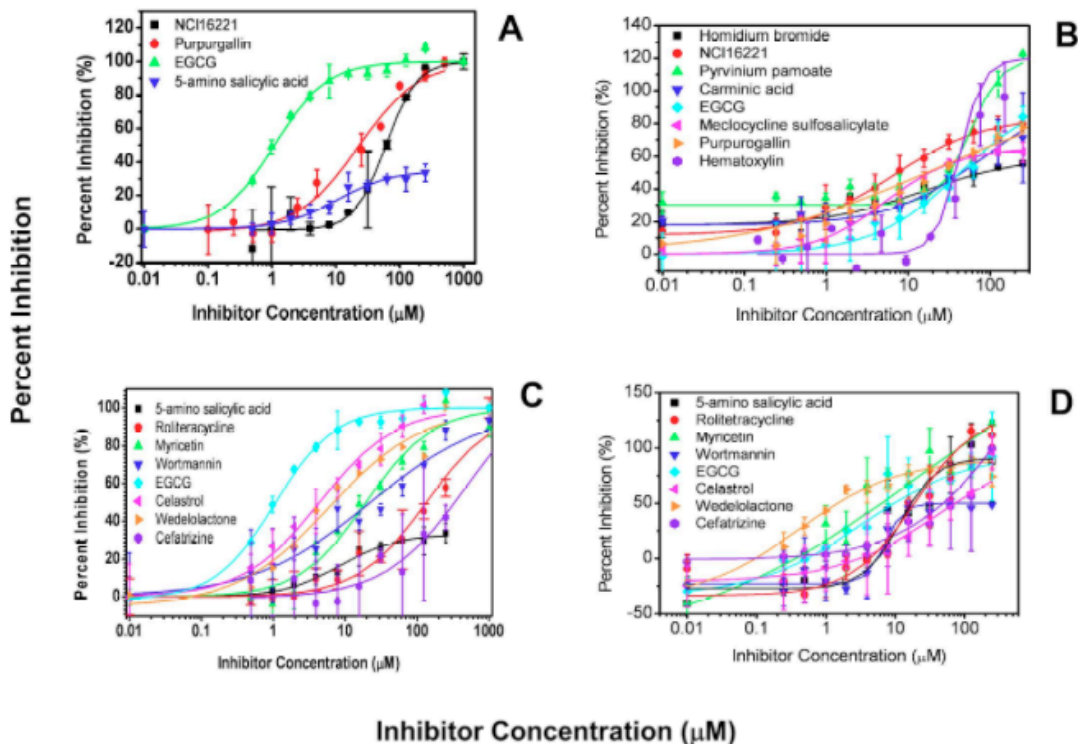 Percent Inhibition
A
NCI16221
Purpurgallin
EGCG
5-amino salicylic acid
Percent Inhibition (%)
120
100
80
60
40
20
0
-20
0.01 0.1 1 10 100 1000
Inhibitor Concentration (μM)
B
Homidium bromide
NCI16221
Pyrvinium pamoate
Carminic acid
EGCG
Meclocycline sulfosalicylate
Purpurogallin
Hematoxylin
Percent Inhibition (%)
140
120
100
80
60
40
20
0
-20
0.01 0.1 1 10 100
Inhibitor Concentration (μM)
C
5-amino salicylic acid
Roliteracycline
Myricetin
Wortmannin
EGCG
Celastrol
Wedelolactone
Cefatrizine
Percent Inhibition (%)
100
80
60
40
20
0
0.01 0.1 1 10 100 1000
Inhibitor Concentration (μM)
D
5-amino salicylic acid
Rolitetracycline
Myricetin
Wortmannin
EGCG
Celastrol
Wedelolactone
Cefatrizine
Percent Inhibition (%)
150
100
50
0
-50
0.01 0.1 1 10 100
Inhibitor Concentration (μM)
Inhibitor Concentration (μM)